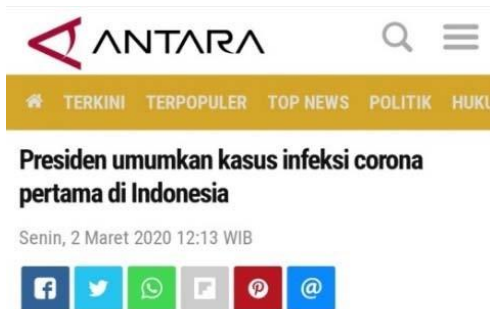 ANTARA
TERKINI TERPOPULER TOP NEWS POLITIK
Presiden umumkan kasus infeksi corona
pertama di Indonesia
Senin, 2 Maret 2020 12:13 WIB